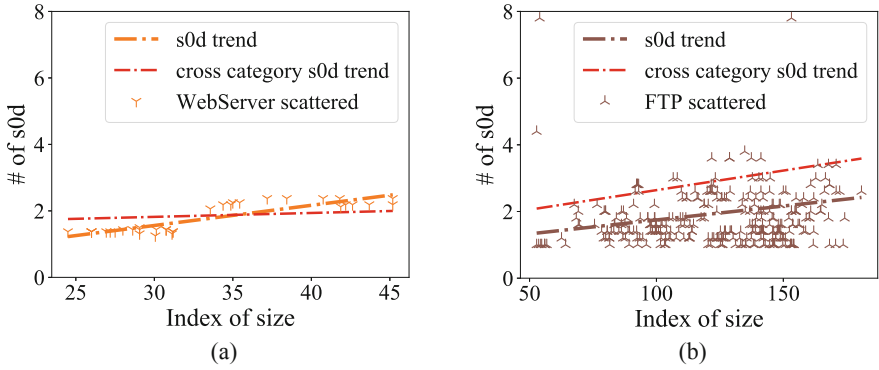 8
6
4
2
0
# of s0d
s0d trend
cross category s0d trend
WebServer scattered
25 30 35 40 45
Index of size
(a)
8
6
4
2
0
# of s0d
s0d trend
cross category s0d trend
FTP scattered
50 100 150
Index of size
(b)